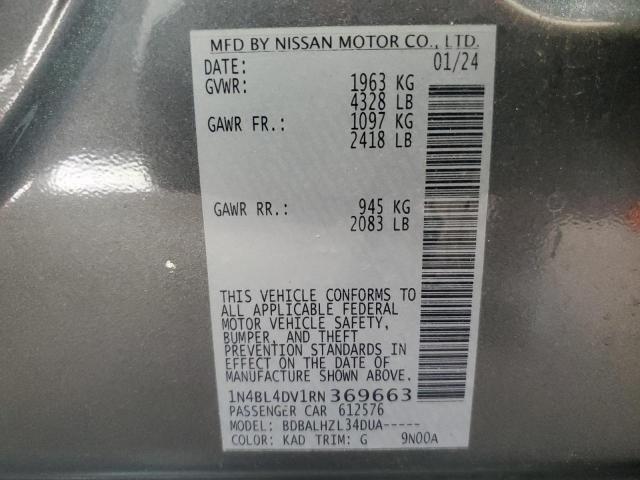 MFD BY NISSAN MOTOR CO., LTD.
DATE: 01/24
GVWR: 1963 KG
4328 LB
GAWR FR.: 1097 KG
2418 LB
GAWR RR.: 945 KG
2083 LB
THIS VEHICLE CONFORMS TO
ALL APPLICABLE FEDERAL
MOTOR VEHICLE SAFETY,
BUMPER, AND THEFT
PREVENTION STANDARDS IN
EFFECT ON THE DATE OF
MANUFACTURE SHOWN ABOVE.
1N4BL4DV1RN369663
PASSENGER CAR 612576
MODEL: BDBALHZL34DUA-----
COLOR: KAD TRIM: G 9N00A